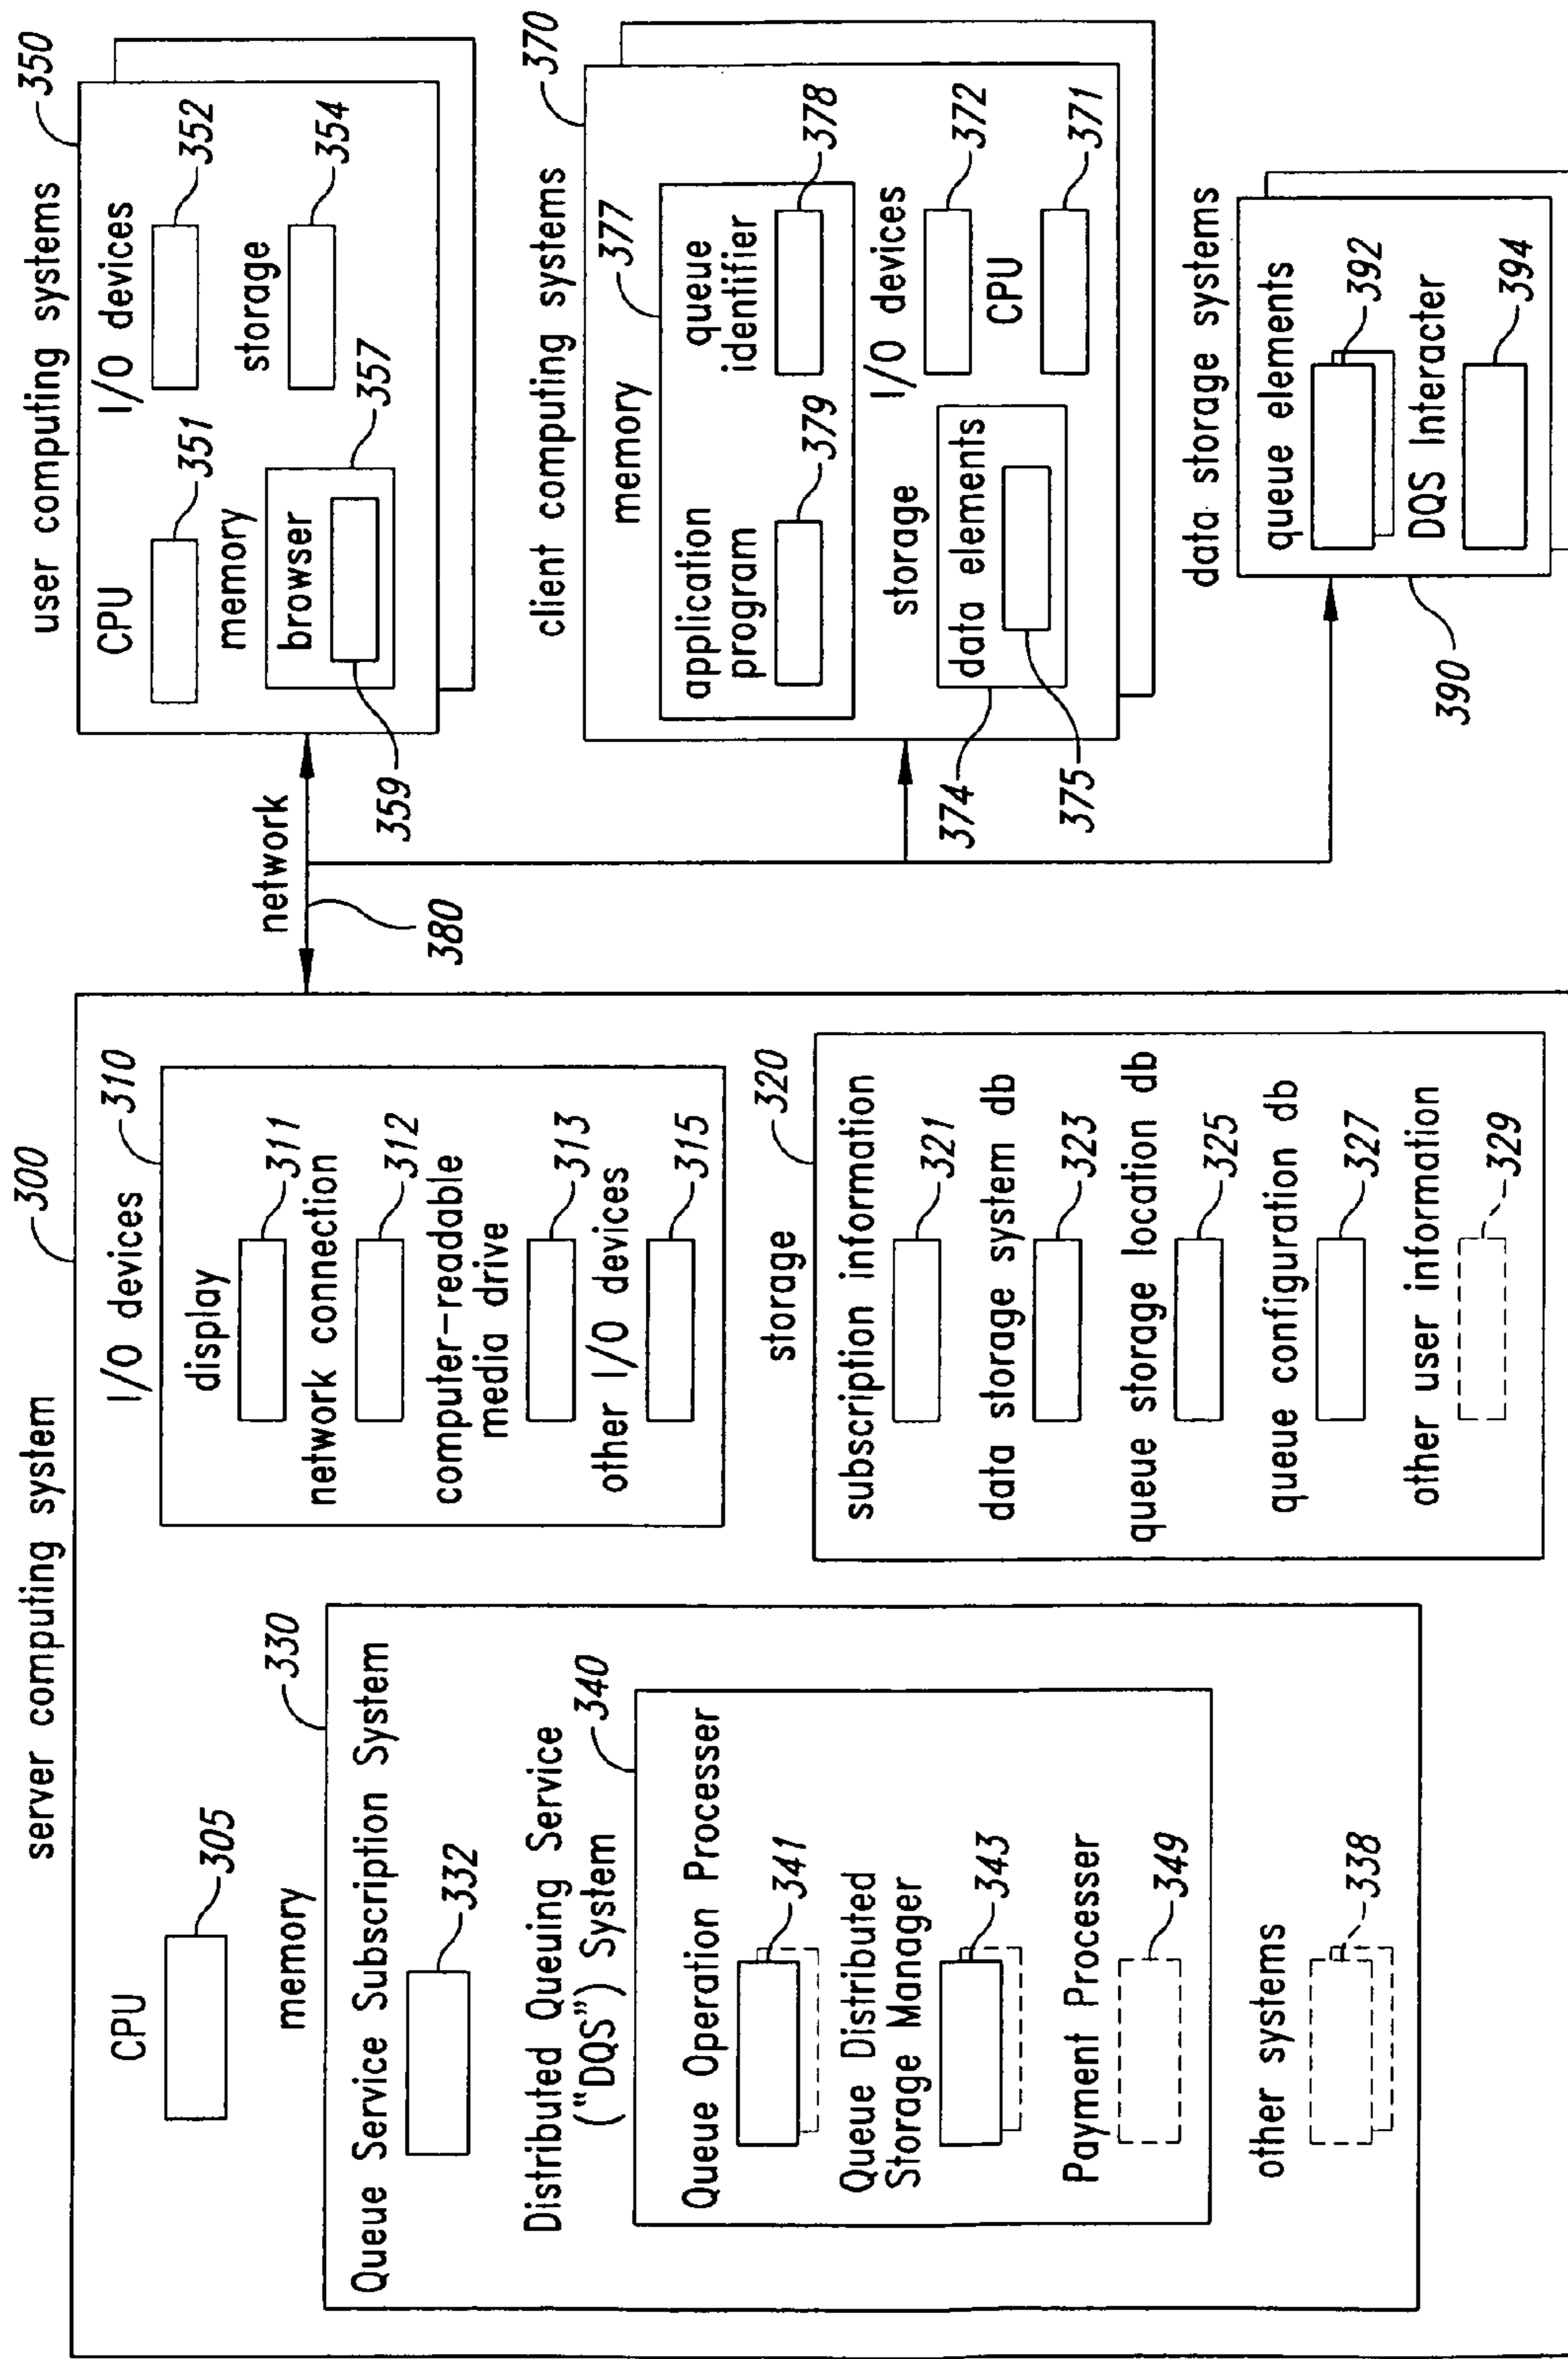 server computing system
300
CPU
305
memory
330
Queue Service Subscription System
332
Distributed Queuing Service
("DQS") System
340
Queue Operation Processer
341
Queue Distributed
Storage Manager
343
Payment Processer
349
other systems
338
I/O devices
310
display
311
network connection
312
computer-readable
media drive
313
other I/O devices
315
storage
320
subscription information
321
data storage system db
323
queue storage location db
325
queue configuration db
327
other user information
329
network
380
user computing systems
350
CPU
351
I/O devices
352
memory
357
browser
359
storage
354
client computing systems
370
memory
377
application
program
379
queue
identifier
378
storage
374
data elements
375
I/O devices
372
CPU
371
data storage systems
390
queue elements
392
DQS Interacter
394